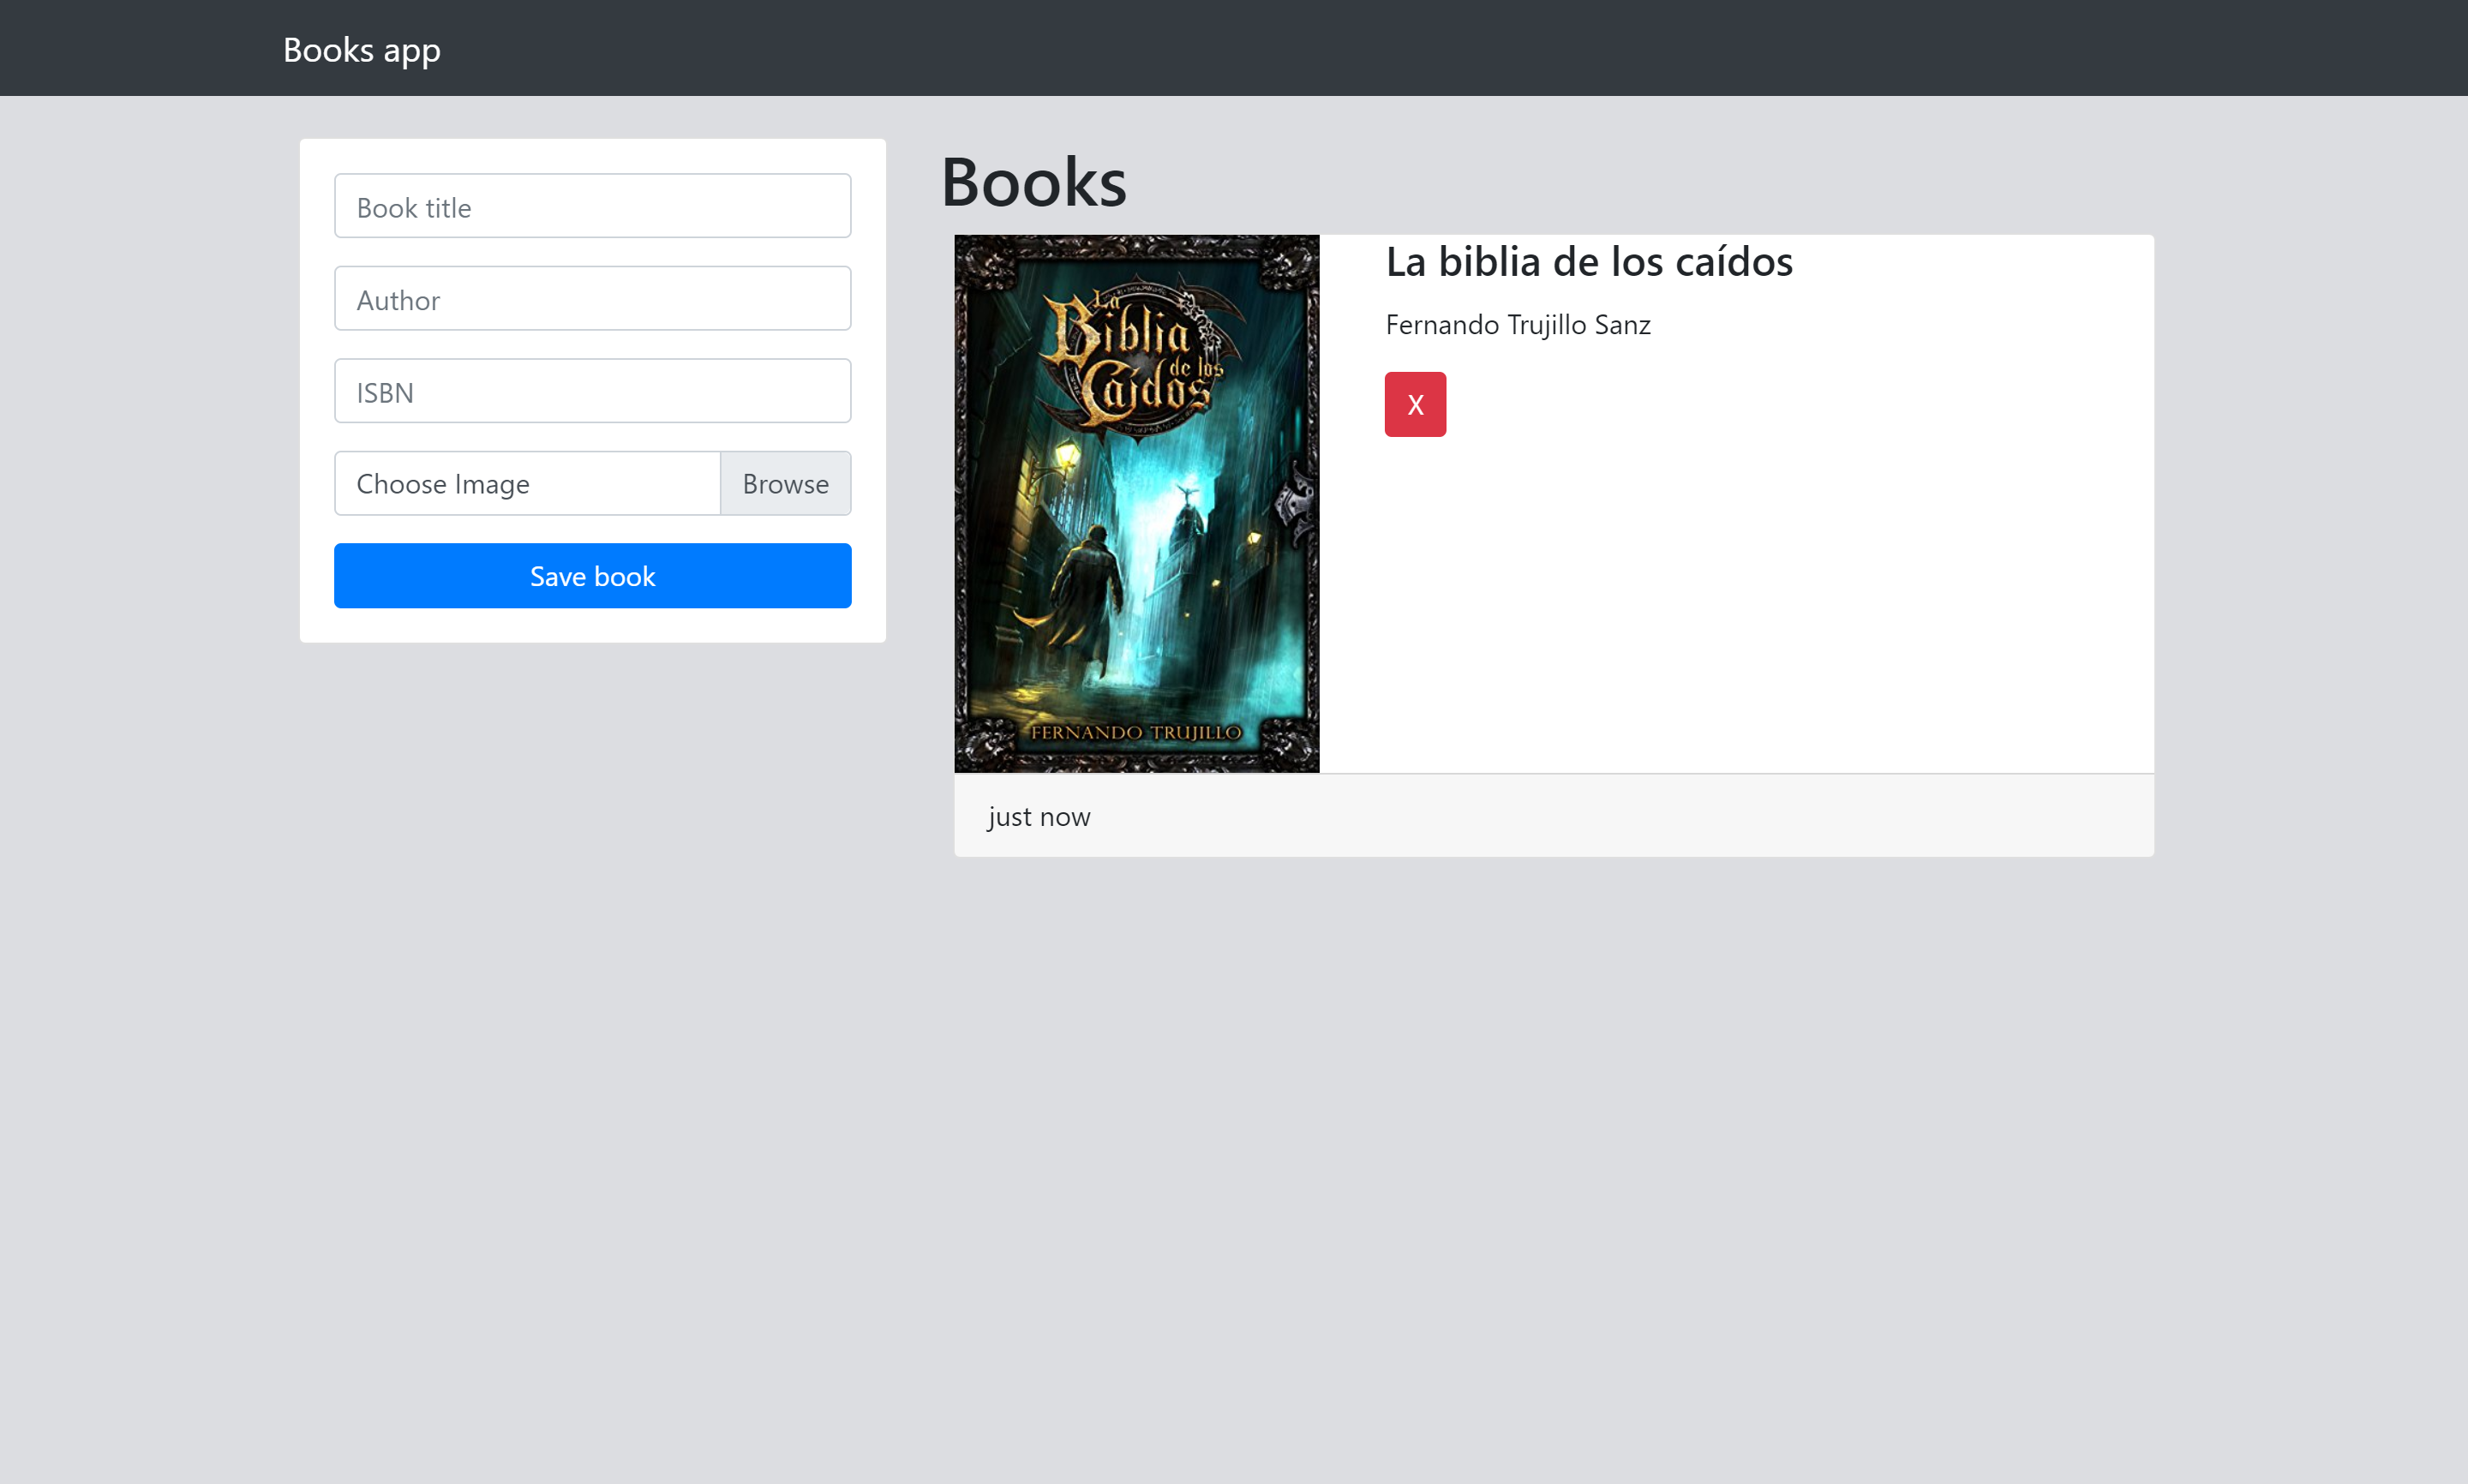 Books app
Book title
Author
ISBN
Choose Image
Browse
Save book
Books
La
Biblia
de los
Caídos
FERNANDO TRUJILLO
La biblia de los caídos
Fernando Trujillo Sanz
X
just now